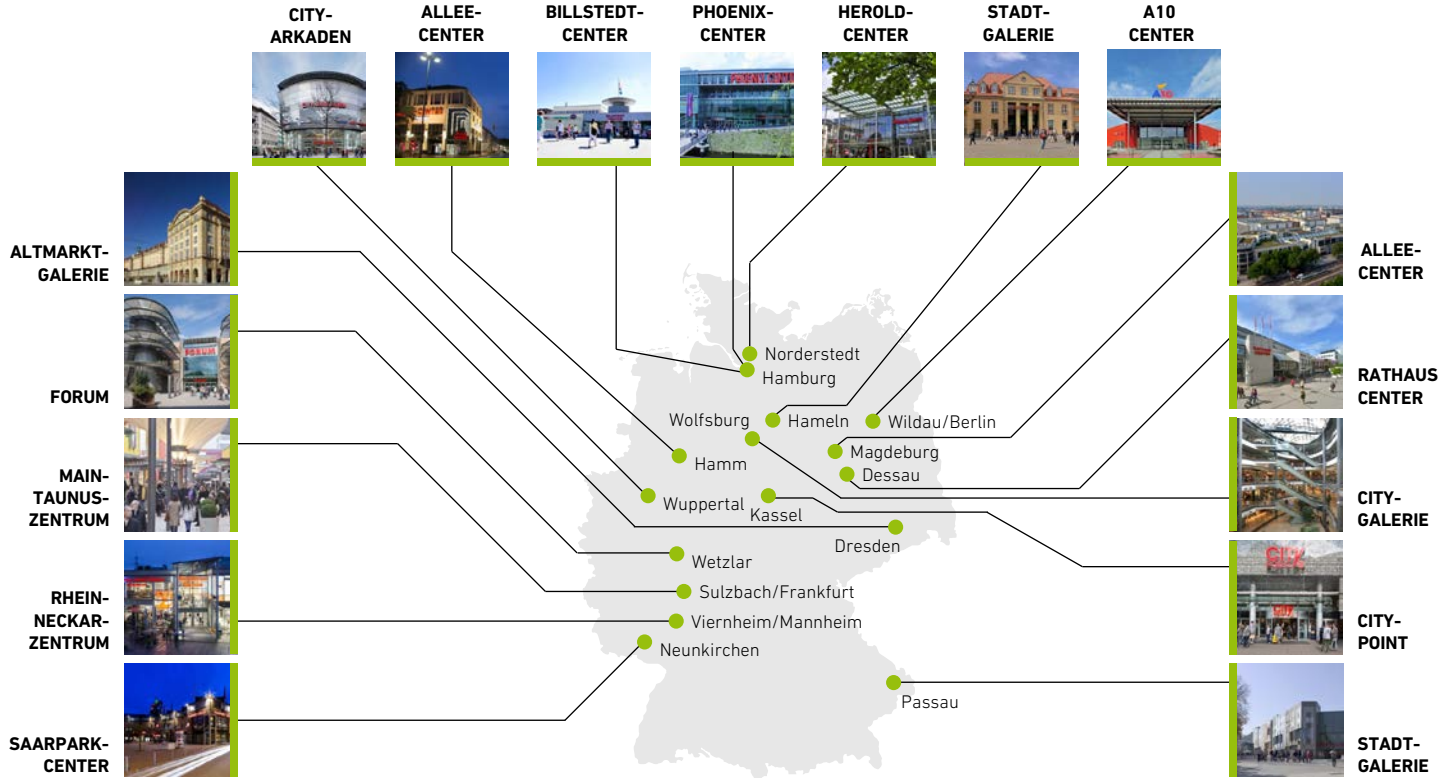 CITY-
ARKADEN
ALLEE-
CENTER
BILLSTEDT-
CENTER
PHOENIX-
CENTER
HEROLD-
CENTER
STADT-
GALERIE
A10
CENTER
ALTMARKT-
GALERIE
FORUM
MAIN-
TAUNUS-
ZENTRUM
RHEIN-
NECKAR-
ZENTRUM
SAARPARK-
CENTER
Norderstedt
Hamburg
Wolfsburg
Hameln
Wildau/Berlin
Magdeburg
Hamm
Dessau
Wuppertal
Kassel
Dresden
Wetzlar
Sulzbach/Frankfurt
Viernheim/Mannheim
Neunkirchen
Passau
ALLEE-
CENTER
RATHAUS
CENTER
CITY-
GALERIE
CITY-
POINT
STADT-
GALERIE
FORUM